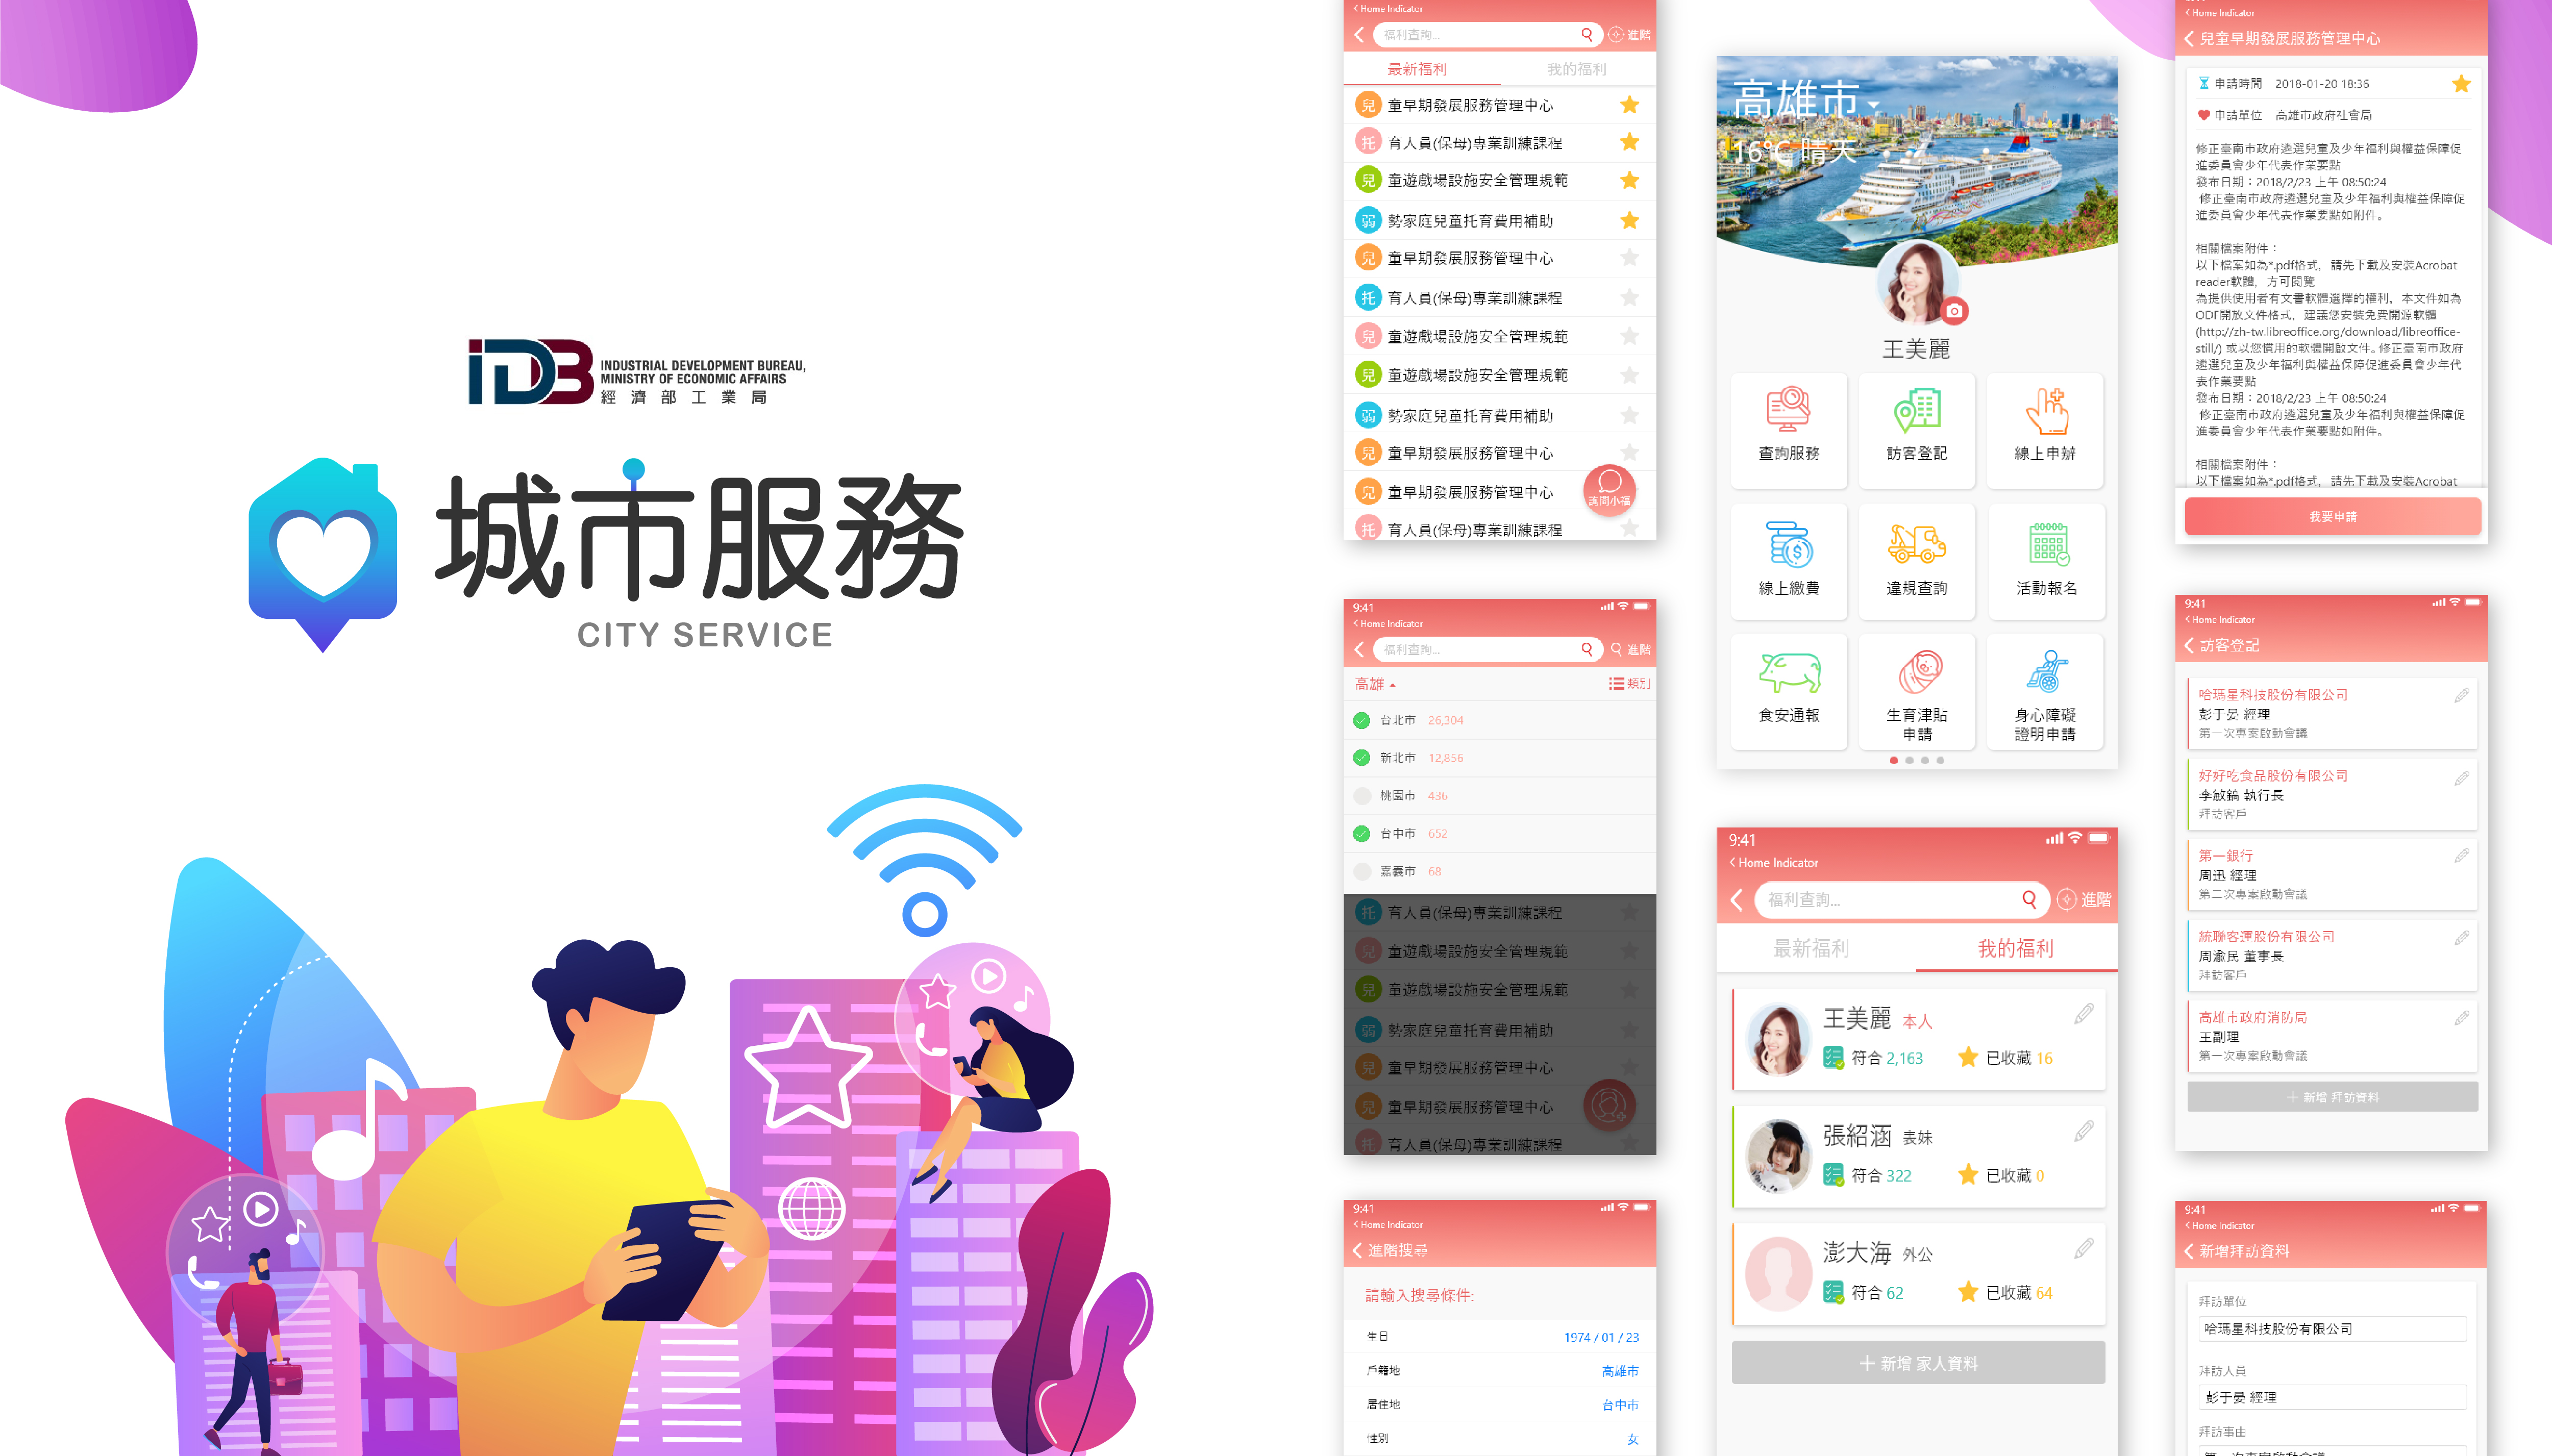 INDUSTRIAL DEVELOPMENT BUREAU,
MINISTRY OF ECONOMIC AFFAIRS
經濟部工業局
城市服務
CITY SERVICE
Home Indicator
福利查詢...
進階
最新福利
我的福利
兒 童早期發展服務管理中心
托 育人員(保母)專業訓練課程
兒 童遊戲場設施安全管理規範
弱 勢家庭兒童托育費用補助
兒 童早期發展服務管理中心
托 育人員(保母)專業訓練課程
兒 童遊戲場設施安全管理規範
兒 童遊戲場設施安全管理規範
弱 勢家庭兒童托育費用補助
兒 童早期發展服務管理中心
兒 童早期發展服務管理中心
詢問小福
托 育人員(保母)專業訓練課程
9:41
Home Indicator
福利查詢...
進階
高雄
類別
台北市 26,304
新北市 12,856
桃園市 436
台中市 652
嘉義市 68
托 育人員(保母)專業訓練課程
兒 童遊戲場設施安全管理規範
兒 童遊戲場設施安全管理規範
弱 勢家庭兒童托育費用補助
兒 童早期發展服務管理中心
兒 童早期發展服務管理中心
托 育人員(保母)專業訓練課程
9:41
Home Indicator
進階搜尋
請輸入搜尋條件:
生日 1974 / 01 / 23
戶籍地 高雄市
居住地 台中市
性別 女
高雄市
16°C 晴天
王美麗
查詢服務
訪客登記
線上申辦
線上繳費
違規查詢
活動報名
食安通報
生育津貼
申請
身心障礙
證明申請
9:41
Home Indicator
福利查詢...
進階
最新福利
我的福利
王美麗 本人
符合 2,163 已收藏 16
張紹涵 表妹
符合 322 已收藏 0
澎大海 外公
符合 62 已收藏 64
新增 家人資料
Home Indicator
兒童早期發展服務管理中心
申請時間 2018-01-20 18:36
申請單位 高雄市政府社會局
修正臺南市政府遴選兒童及少年福利與權益保障促
進委員會少年代表作業要點
發布日期：2018/2/23 上午 08:50:24
修正臺南市政府遴選兒童及少年福利與權益保障促
進委員會少年代表作業要點如附件。
相關檔案附件：
以下檔案如為*.pdf格式，請先下載及安裝Acrobat
reader軟體，方可閱覽
為提供使用者有文書軟體選擇的權利，本文件如為
ODF開放文件格式，建議您安裝免費開源軟體
(http://zh-tw.libreoffice.org/download/libreoffice-
still/) 或以您慣用的軟體開啟文件。修正臺南市政府
遴選兒童及少年福利與權益保障促進委員會少年代
表作業要點
發布日期：2018/2/23 上午 08:50:24
修正臺南市政府遴選兒童及少年福利與權益保障促
進委員會少年代表作業要點如附件。
相關檔案附件：
以下檔案如為*.pdf格式，請先下載及安裝Acrobat
我要申請
9:41
Home Indicator
訪客登記
哈瑪星科技股份有限公司
彭于晏 經理
第一次專案啟動會議
好好吃食品股份有限公司
李敏鎬 執行長
拜訪客戶
第一銀行
周迅 經理
第二次專案啟動會議
統聯客運股份有限公司
周渝民 董事長
拜訪客戶
高雄市政府消防局
王副理
第一次專案啟動會議
新增 拜訪資料
9:41
Home Indicator
新增拜訪資料
拜訪單位
哈瑪星科技股份有限公司
拜訪人員
彭于晏 經理
拜訪事由